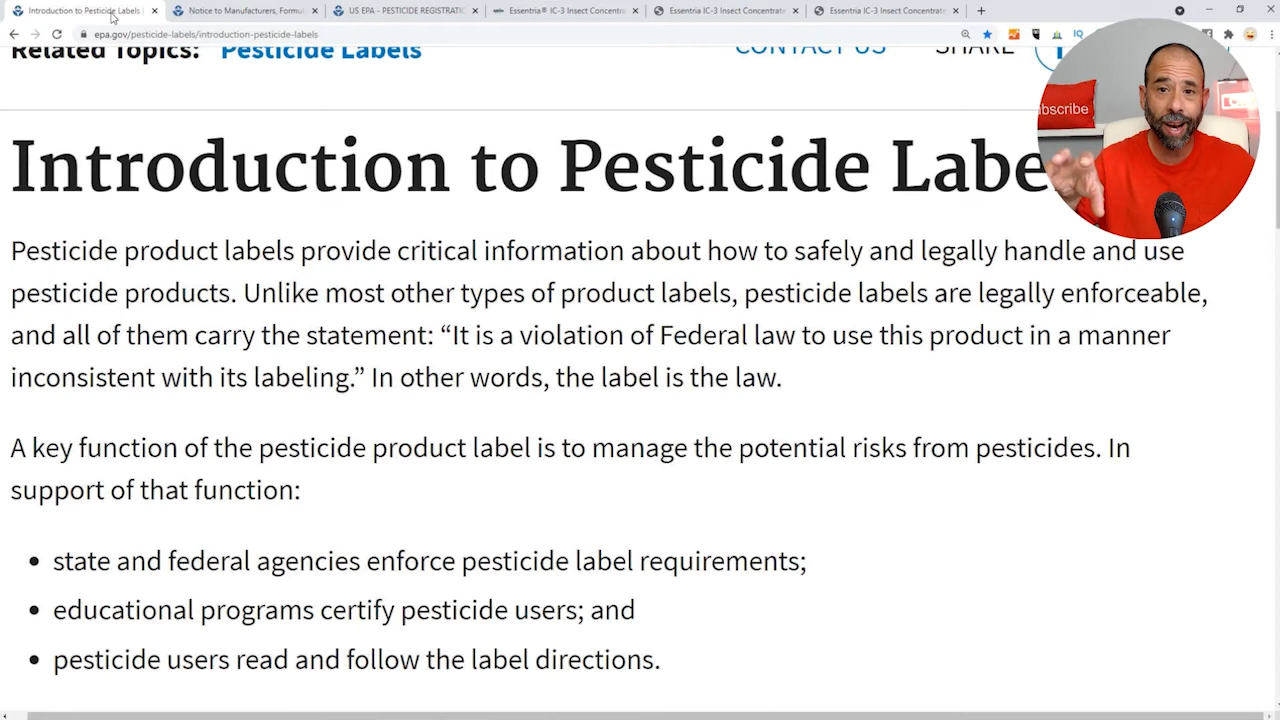 Introduction to Pesticide Labels
Notice to Manufacturers, Formul
US EPA - PESTICIDE REGISTRATIO
Essentria® IC-3 Insect Concentra
Essentria IC-3 Insect Concentrate
Essentria IC-3 Insect Concentrate
epa.gov/pesticide-labels/introduction-pesticide-labels
Related Topics: Pesticide Labels CONTACT US SHARE
ubscribe
Introduction to Pesticide Labe
Pesticide product labels provide critical information about how to safely and legally handle and use
pesticide products. Unlike most other types of product labels, pesticide labels are legally enforceable,
and all of them carry the statement: “It is a violation of Federal law to use this product in a manner
inconsistent with its labeling.” In other words, the label is the law.
A key function of the pesticide product label is to manage the potential risks from pesticides. In
support of that function:
• state and federal agencies enforce pesticide label requirements;
• educational programs certify pesticide users; and
• pesticide users read and follow the label directions.